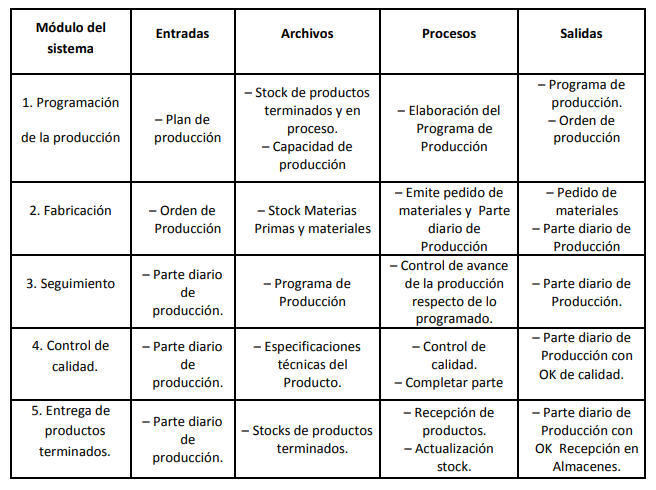 Módulo del
sistema
Entradas
Archivos
Procesos
Salidas
1. Programación
de la producción
– Plan de
producción
– Stock de productos
terminados y en
proceso.
– Capacidad de
producción
– Elaboración del
Programa de
Producción
– Programa de
producción.
– Orden de
producción
2. Fabricación
– Orden de
Producción
– Stock Materias
Primas y materiales
– Emite pedido de
materiales y Parte
diario de
Producción
– Pedido de
materiales
– Parte diario de
Producción
3. Seguimiento
– Parte diario
de
producción.
– Programa de
Producción
– Control de avance
de la producción
respecto de lo
programado.
– Parte diario de
Producción.
4. Control de
calidad.
– Parte diario
de
producción.
– Especificaciones
técnicas del
Producto.
– Control de
calidad.
– Completar parte
– Parte diario de
Producción con
OK de calidad.
5. Entrega de
productos
terminados.
– Parte diario
de
producción.
– Stocks de productos
terminados.
– Recepción de
productos.
– Actualización
stock.
– Parte diario de
Producción con
OK Recepción en
Almacenes.